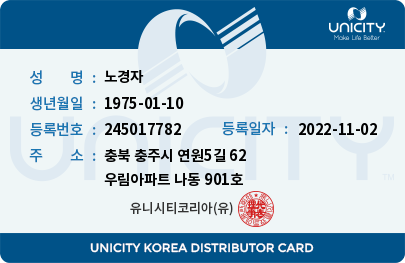 UNICITY
Make Life Better
성 명 : 노경자
생년월일 : 1975-01-10
등록번호 : 245017782 등록일자 : 2022-11-02
주 소 : 충북 충주시 연원5길 62
우림아파트 나동 901호
유니시티코리아(유)
UNICITY
TM
UNICITY KOREA DISTRIBUTOR CARD